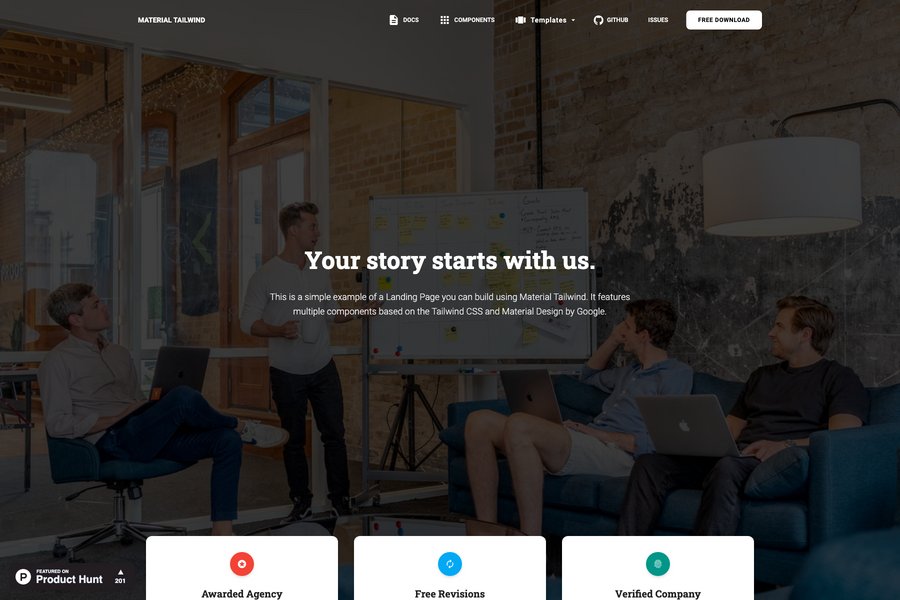 MATERIAL TAILWIND
DOCS
COMPONENTS
Templates
GITHUB
ISSUES
FREE DOWNLOAD
Goals
Your story starts with us.
This is a simple example of a Landing Page you can build using Material Tailwind. It features
multiple components based on the Tailwind CSS and Material Design by Google.
FEATURED ON
Product Hunt
201
Awarded Agency
Free Revisions
Verified Company